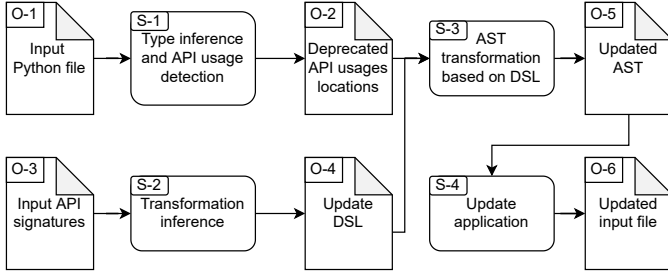 O-1
Input
Python file
S-1
Type inference
and API usage
detection
O-2
Deprecated
API usages
locations
S-3
AST
transformation
based on DSL
O-5
Updated
AST
O-3
Input API
signatures
S-2
Transformation
inference
O-4
Update
DSL
S-4
Update
application
O-6
Updated
input file